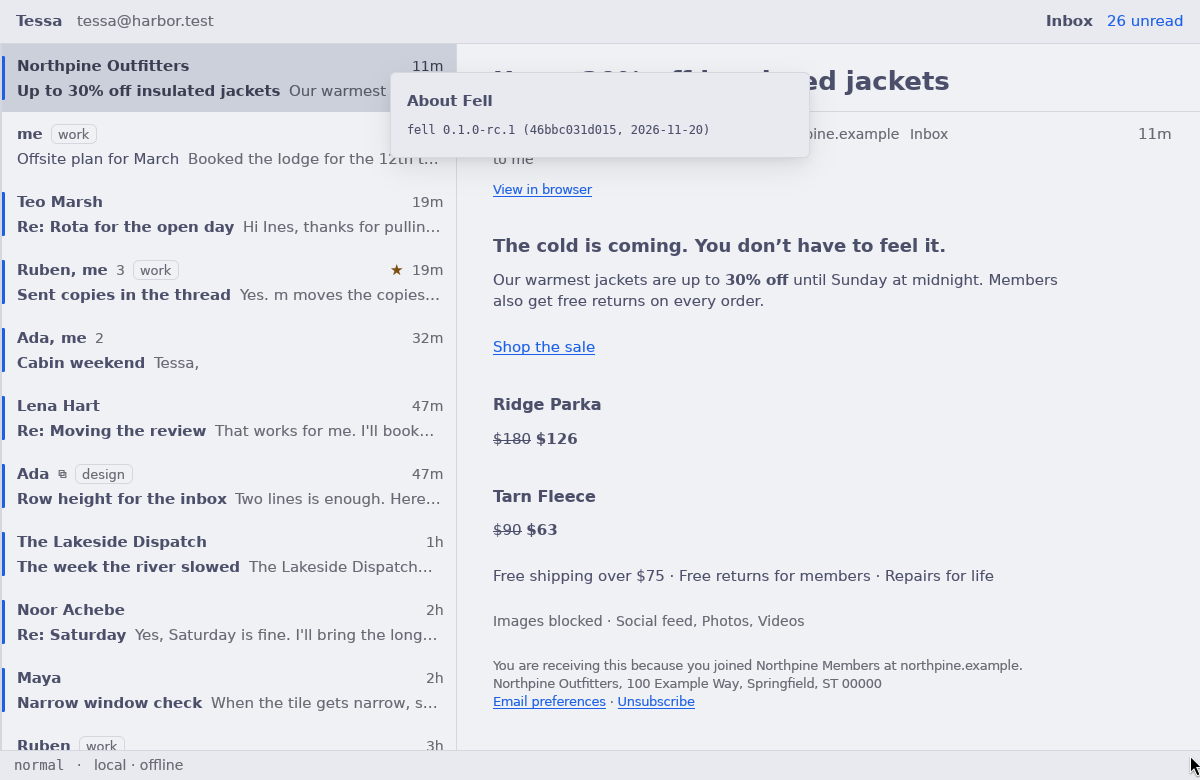 Tessa tessa@harbor.test
Inbox 26 unread
Northpine Outfitters 11m
Up to 30% off insulated jackets Our warmest
me work
Offsite plan for March Booked the lodge for the 12th t…
Teo Marsh 19m
Re: Rota for the open day Hi Ines, thanks for pullin…
Ruben, me 3 work ★ 19m
Sent copies in the thread Yes. m moves the copies…
Ada, me 2 32m
Cabin weekend Tessa,
Lena Hart 47m
Re: Moving the review That works for me. I'll book…
Ada design 47m
Row height for the inbox Two lines is enough. Here…
The Lakeside Dispatch 1h
The week the river slowed The Lakeside Dispatch…
Noor Achebe 2h
Re: Saturday Yes, Saturday is fine. I'll bring the long…
Maya 2h
Narrow window check When the tile gets narrow, s…
Ruben work 3h
About Fell
fell 0.1.0-rc.1 (46bbc031d015, 2026-11-20)
jackets
Inbox 11m
to me
View in browser
The cold is coming. You don’t have to feel it.
Our warmest jackets are up to 30% off until Sunday at midnight. Members
also get free returns on every order.
Shop the sale
Ridge Parka
$180 $126
Tarn Fleece
$90 $63
Free shipping over $75 · Free returns for members · Repairs for life
Images blocked · Social feed, Photos, Videos
You are receiving this because you joined Northpine Members at northpine.example.
Northpine Outfitters, 100 Example Way, Springfield, ST 00000
Email preferences · Unsubscribe
normal · local · offline